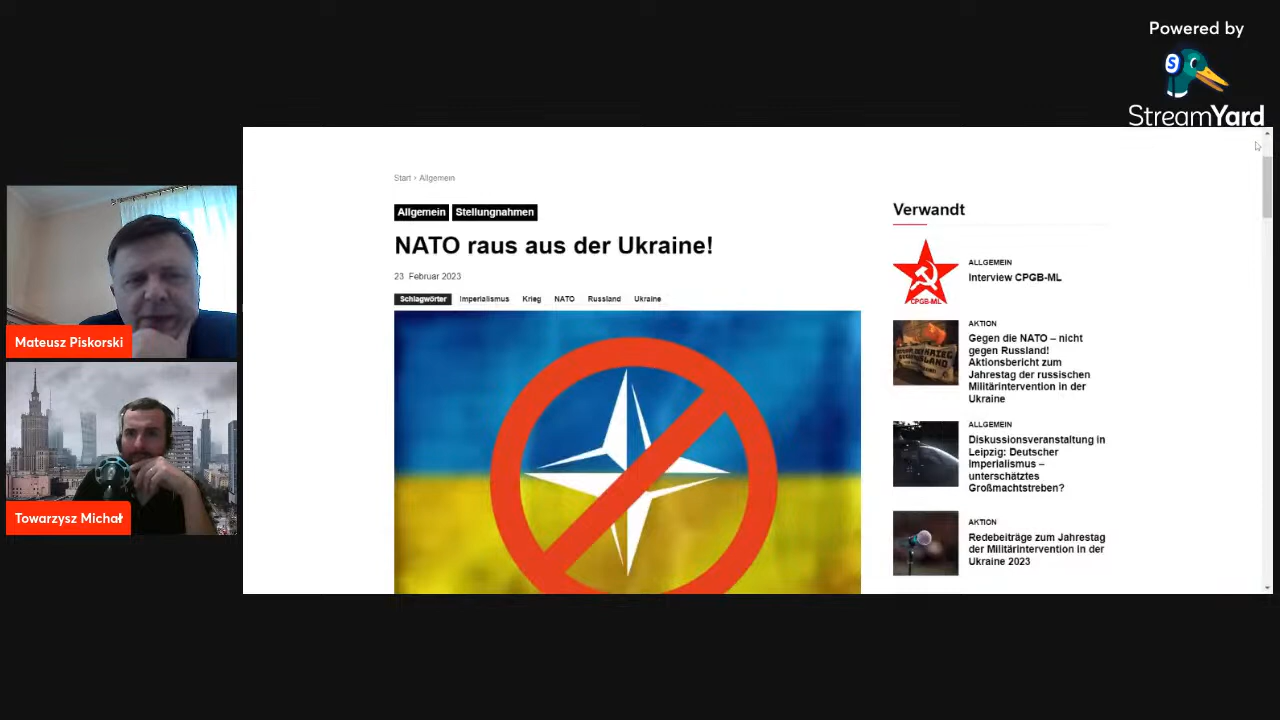 Powered by
StreamYard
Mateusz Piskorski
Towarzysz Michał
Start › Allgemein
Allgemein Stellungnahmen
NATO raus aus der Ukraine!
23. Februar 2023
Schlagwörter Imperialismus Krieg NATO Russland Ukraine
Verwandt
CPGB-ML
ALLGEMEIN
Interview CPGB-ML
AKTION
Gegen die NATO – nicht
gegen Russland!
Aktionsbericht zum
Jahrestag der russischen
Militärintervention in der
Ukraine
ALLGEMEIN
Diskussionsveranstaltung in
Leipzig: Deutscher
Imperialismus –
unterschätztes
Großmachtstreben?
AKTION
Redebeiträge zum Jahrestag
der Militärintervention in der
Ukraine 2023